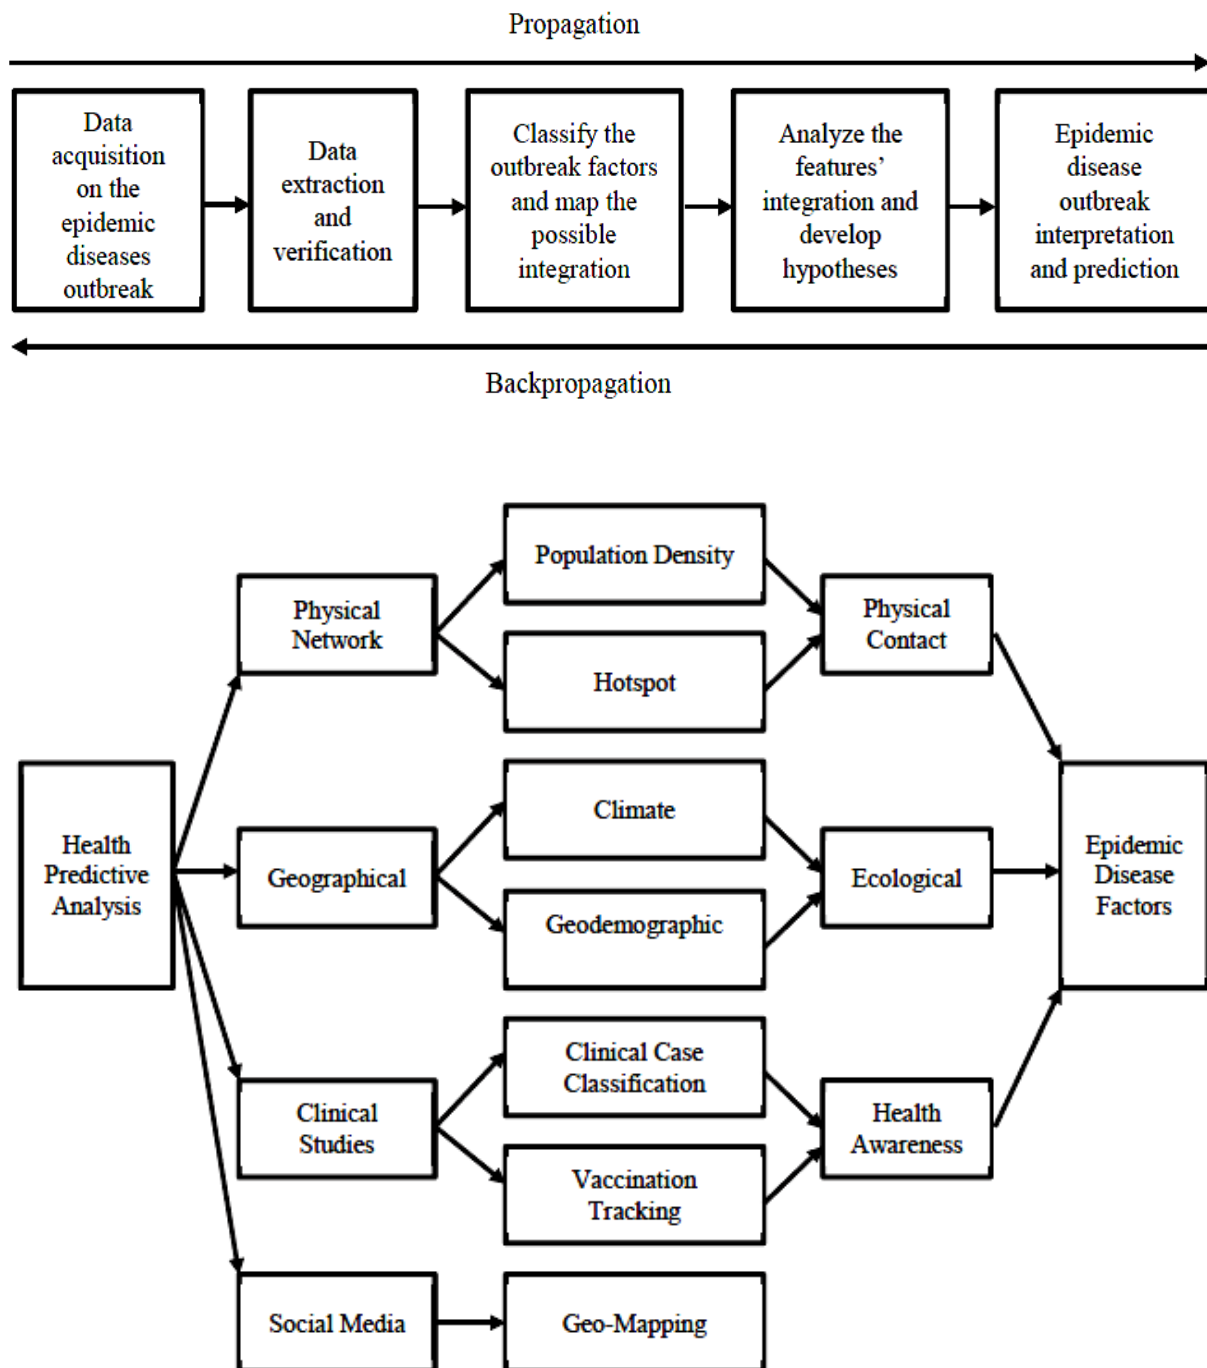 Propagation
Data
acquisition
on the
epidemic
diseases
outbreak
Data
extraction
and
verification
Classify the
outbreak factors
and map the
possible
integration
Analyze the
features’
integration and
develop
hypotheses
Epidemic
disease
outbreak
interpretation
and prediction
Backpropagation
Health
Predictive
Analysis
Physical
Network
Geographical
Clinical
Studies
Social Media
Population Density
Hotspot
Climate
Geodemographic
Clinical Case
Classification
Vaccination
Tracking
Geo-Mapping
Physical
Contact
Ecological
Health
Awareness
Epidemic
Disease
Factors